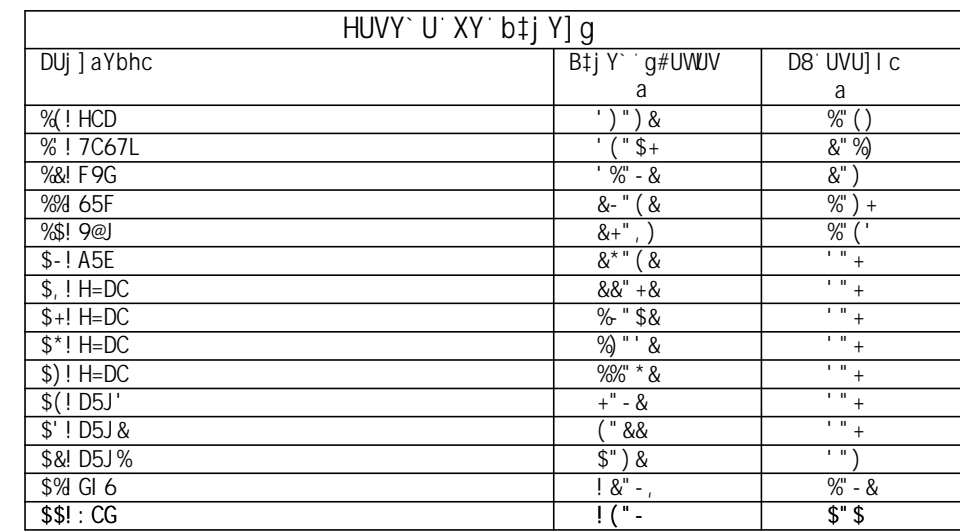 HUVY`U˙XY˙b‡jY]g
DUj]aYbhc B‡jY`˙g#UWUV D8˙UVU]lc
a a
%(!HCD ')")& %"()
%'!7C67L '("$+ &"%)
%&!F9G '%"-& &")
%%!65F &-"(& %")+
%$!9@J &+",) %"('
$-!A5E &*"(& '"+
$,!H=DC &&"+& '"+
$+!H=DC %-"$& '"+
$*!H=DC %)"'& '"+
$)!H=DC %%"*& '"+
$(!D5J' +"-& '"+
$'!D5J& ("&& '"+
$&!D5J% $")& '")
$%!GI6 !&"-, %"-&
$$!:CG !("- $"$